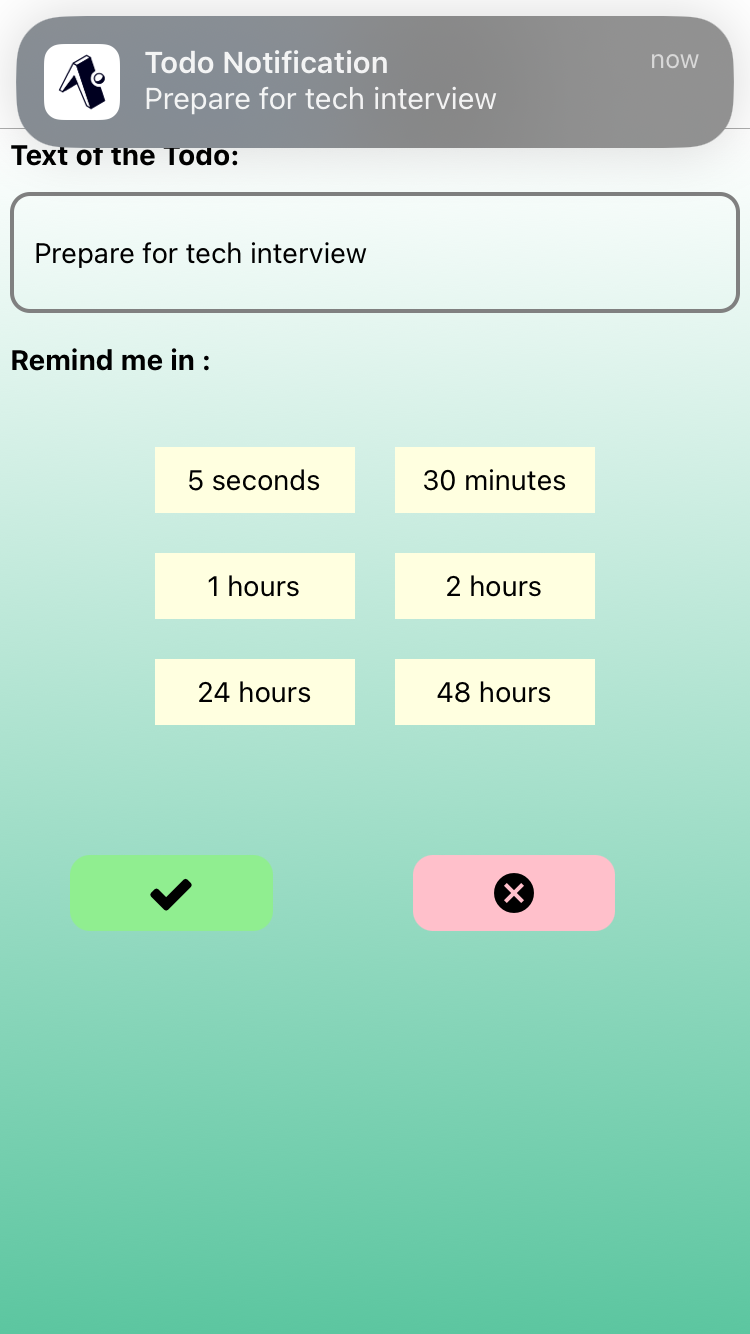 Todo Notification
now
Prepare for tech interview
Text of the Todo:
Prepare for tech interview
Remind me in :
5 seconds
30 minutes
1 hours
2 hours
24 hours
48 hours